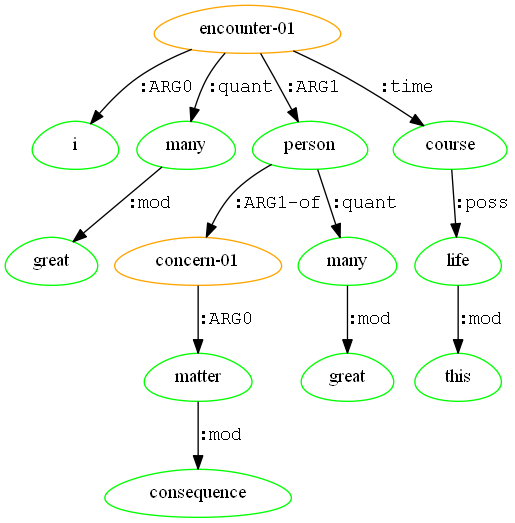 encounter-01
:ARG0 :quant :ARG1 :time
i many person course
:mod :ARG1-of :quant :poss
great concern-01 many life
:ARG0 :mod :mod
matter great this
:mod
consequence